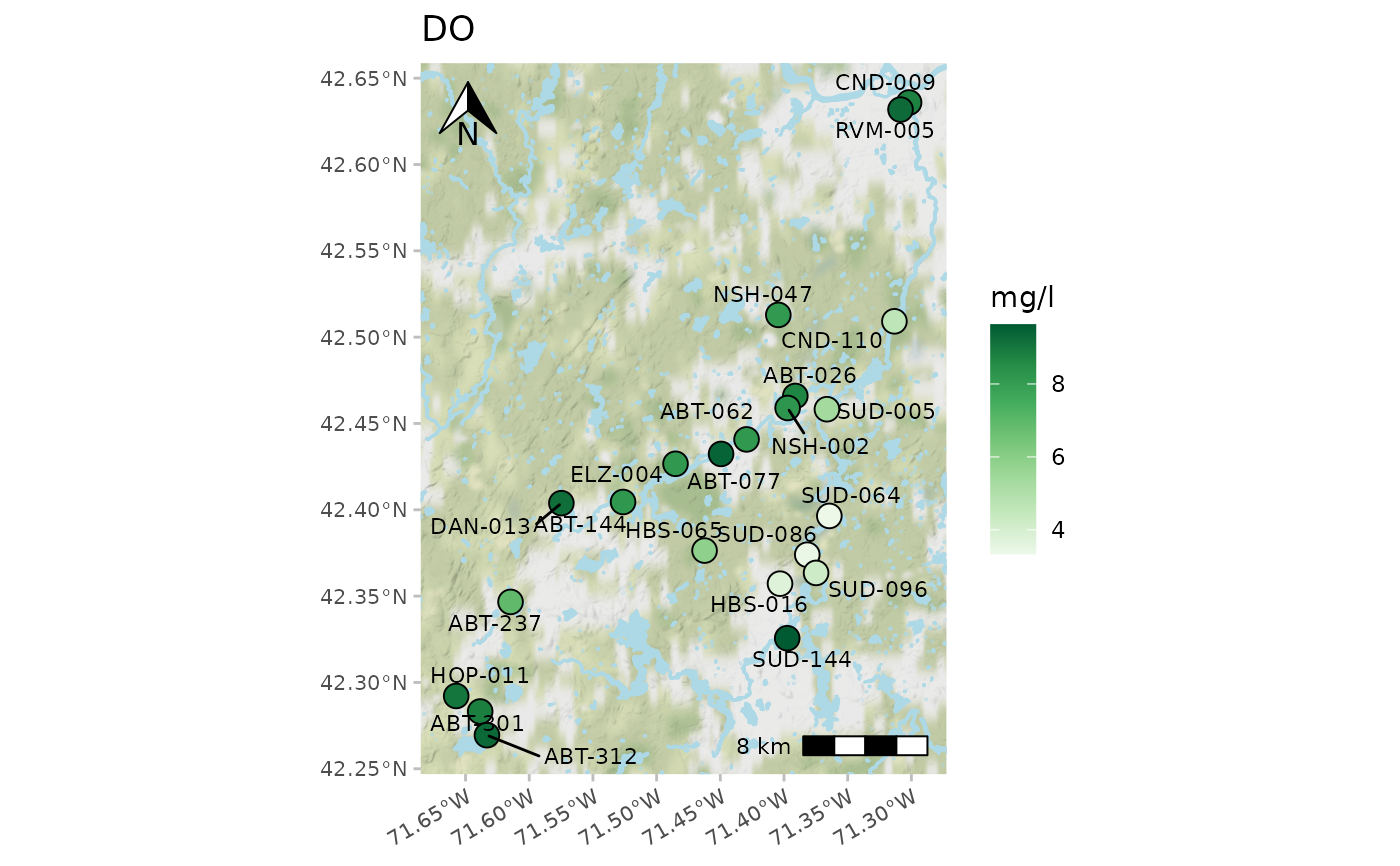 DO
42.65°N
42.60°N
42.55°N
42.50°N
42.45°N
42.40°N
42.35°N
42.30°N
42.25°N
N
CND-009
RVM-005
NSH-047
CND-110
ABT-026
ABT-062
SUD-005
NSH-002
ELZ-004
ABT-077
SUD-064
DAN-013
ABT-144
HBS-065
SUD-086
SUD-096
HBS-016
ABT-237
SUD-144
HOP-011
ABT-301
ABT-312
8 km
71.65°W
71.60°W
71.55°W
71.50°W
71.45°W
71.40°W
71.35°W
71.30°W
mg/l
8
6
4